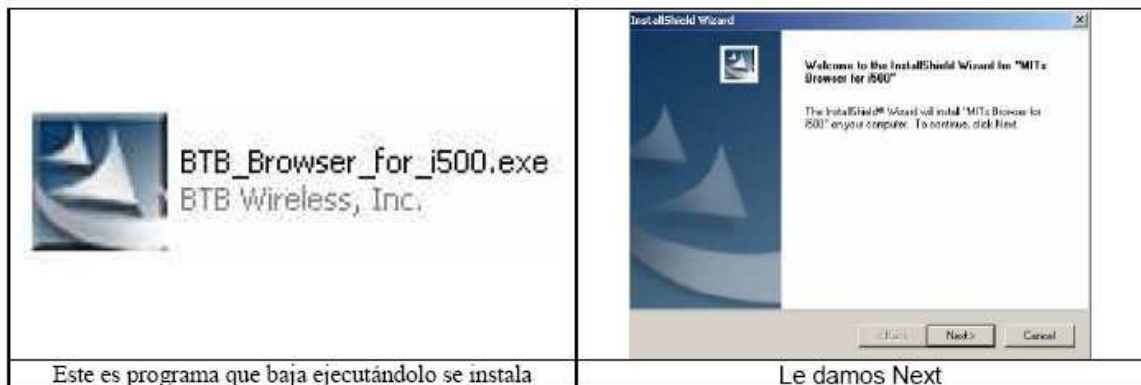 BTB_Browser_for_i500.exe
BTB Wireless, Inc.
Este es programa que baja ejecutándolo se instala
InstallShield Wizard
Welcome to the InstallShield Wizard for "MITs
Browser for i500"
The InstallShield® Wizard will install "MITs Browser for
i500" on your computer. To continue, click Next.
< Back
Next >
Cancel
Le damos Next